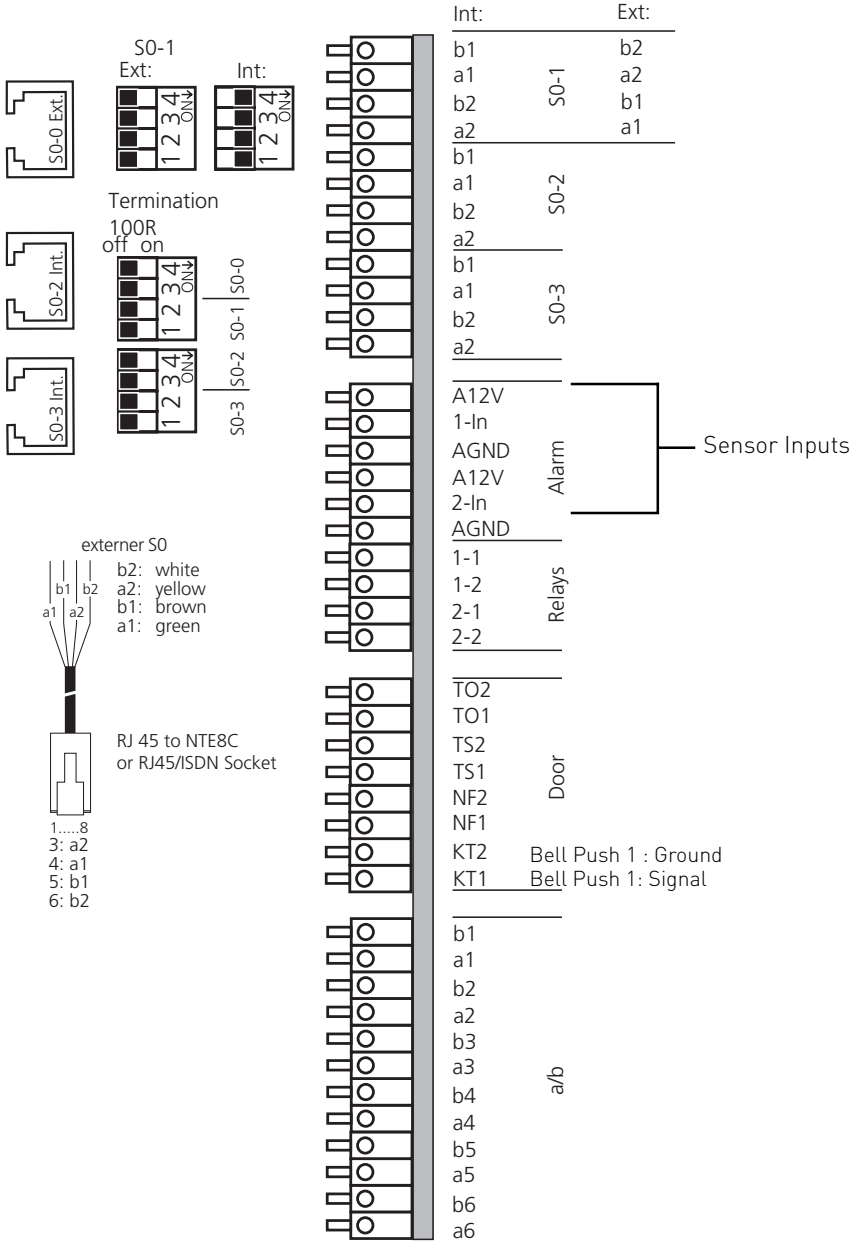 S0-1
Ext:
Int:
S0-0 Ext.
1 2 3 4
ON
1 2 3 4
ON
Termination
100R
off on
S0-2 Int.
1 2 3 4
ON
S0-1 S0-0
S0-3 Int.
1 2 3 4
ON
S0-3 S0-2
externer S0
b2: white
a2: yellow
b1: brown
a1: green
b1 b2
a1 a2
RJ 45 to NTE8C
or RJ45/ISDN Socket
1.....8
3: a2
4: a1
5: b1
6: b2
Int: Ext:
b1 b2
a1 a2
b2 b1
a2 a1
S0-1
b1
a1
b2
a2
S0-2
b1
a1
b2
a2
S0-3
A12V
1-In
AGND
A12V
2-In
AGND
Alarm
Sensor Inputs
1-1
1-2
2-1
2-2
Relays
TO2
TO1
TS2
TS1
NF2
NF1
KT2 Bell Push 1 : Ground
KT1 Bell Push 1: Signal
Door
b1
a1
b2
a2
b3
a3
b4
a4
b5
a5
b6
a6
a/b